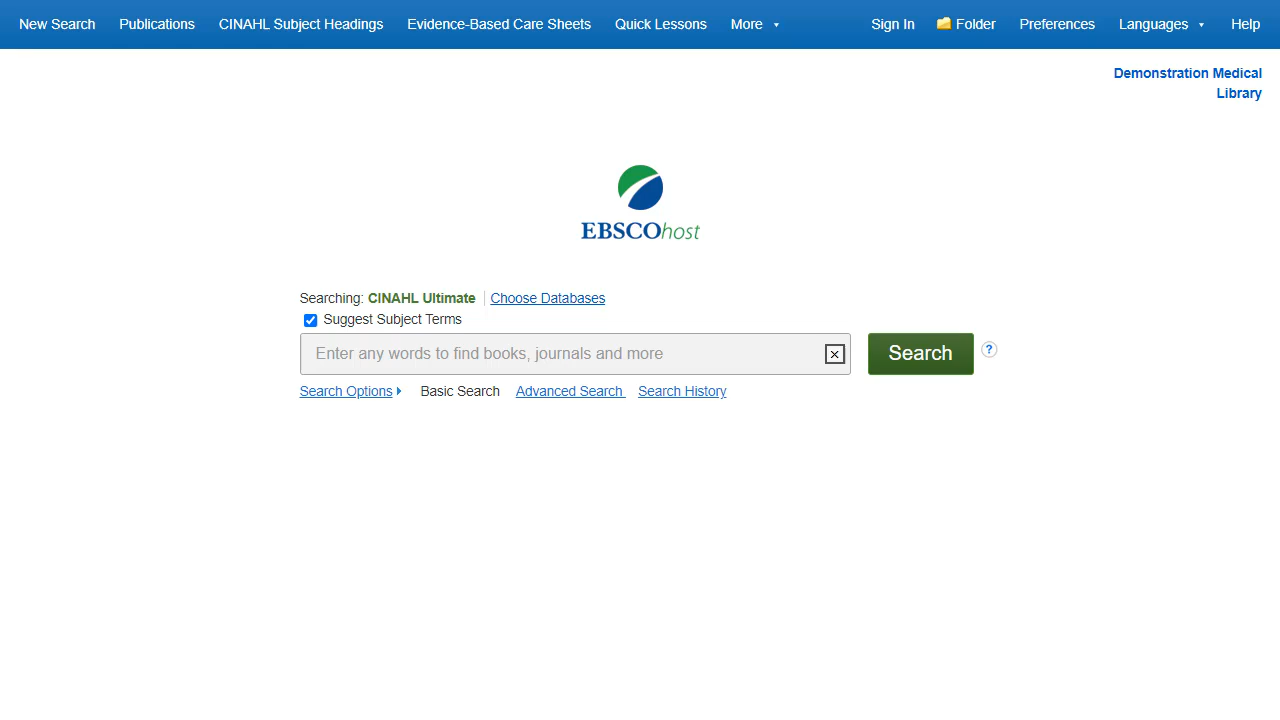 New Search Publications CINAHL Subject Headings Evidence-Based Care Sheets Quick Lessons More Sign In Folder Preferences Languages Help
Demonstration Medical
Library
EBSCOhost
Searching: CINAHL Ultimate Choose Databases
Suggest Subject Terms
Enter any words to find books, journals and more Search ?
Search Options Basic Search Advanced Search Search History